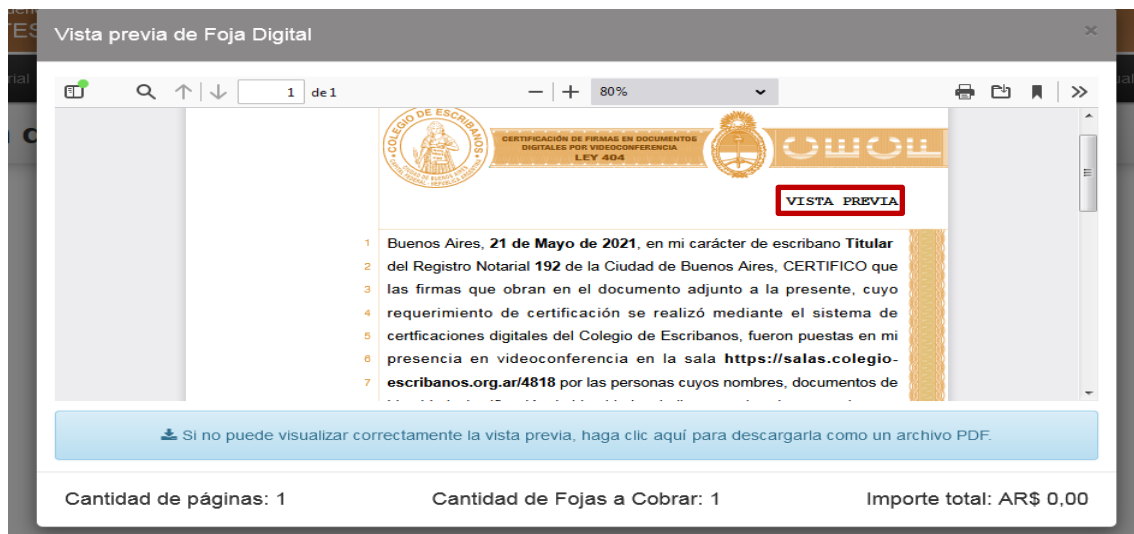 Vista previa de Foja Digital ×
1 de 1 80%
COLEGIO DE ESCRIBANOS
CERTIFICACIÓN DE FIRMAS EN DOCUMENTOS
DIGITALES POR VIDEOCONFERENCIA
LEY 404
VISTA PREVIA
1 Buenos Aires, 21 de Mayo de 2021, en mi carácter de escribano Titular
2 del Registro Notarial 192 de la Ciudad de Buenos Aires, CERTIFICO que
3 las firmas que obran en el documento adjunto a la presente, cuyo
4 requerimiento de certificación se realizó mediante el sistema de
5 certficaciones digitales del Colegio de Escribanos, fueron puestas en mi
6 presencia en videoconferencia en la sala https://salas.colegio-
7 escribanos.org.ar/4818 por las personas cuyos nombres, documentos de
Si no puede visualizar correctamente la vista previa, haga clic aquí para descargarla como un archivo PDF.
Cantidad de páginas: 1 Cantidad de Fojas a Cobrar: 1 Importe total: AR$ 0,00